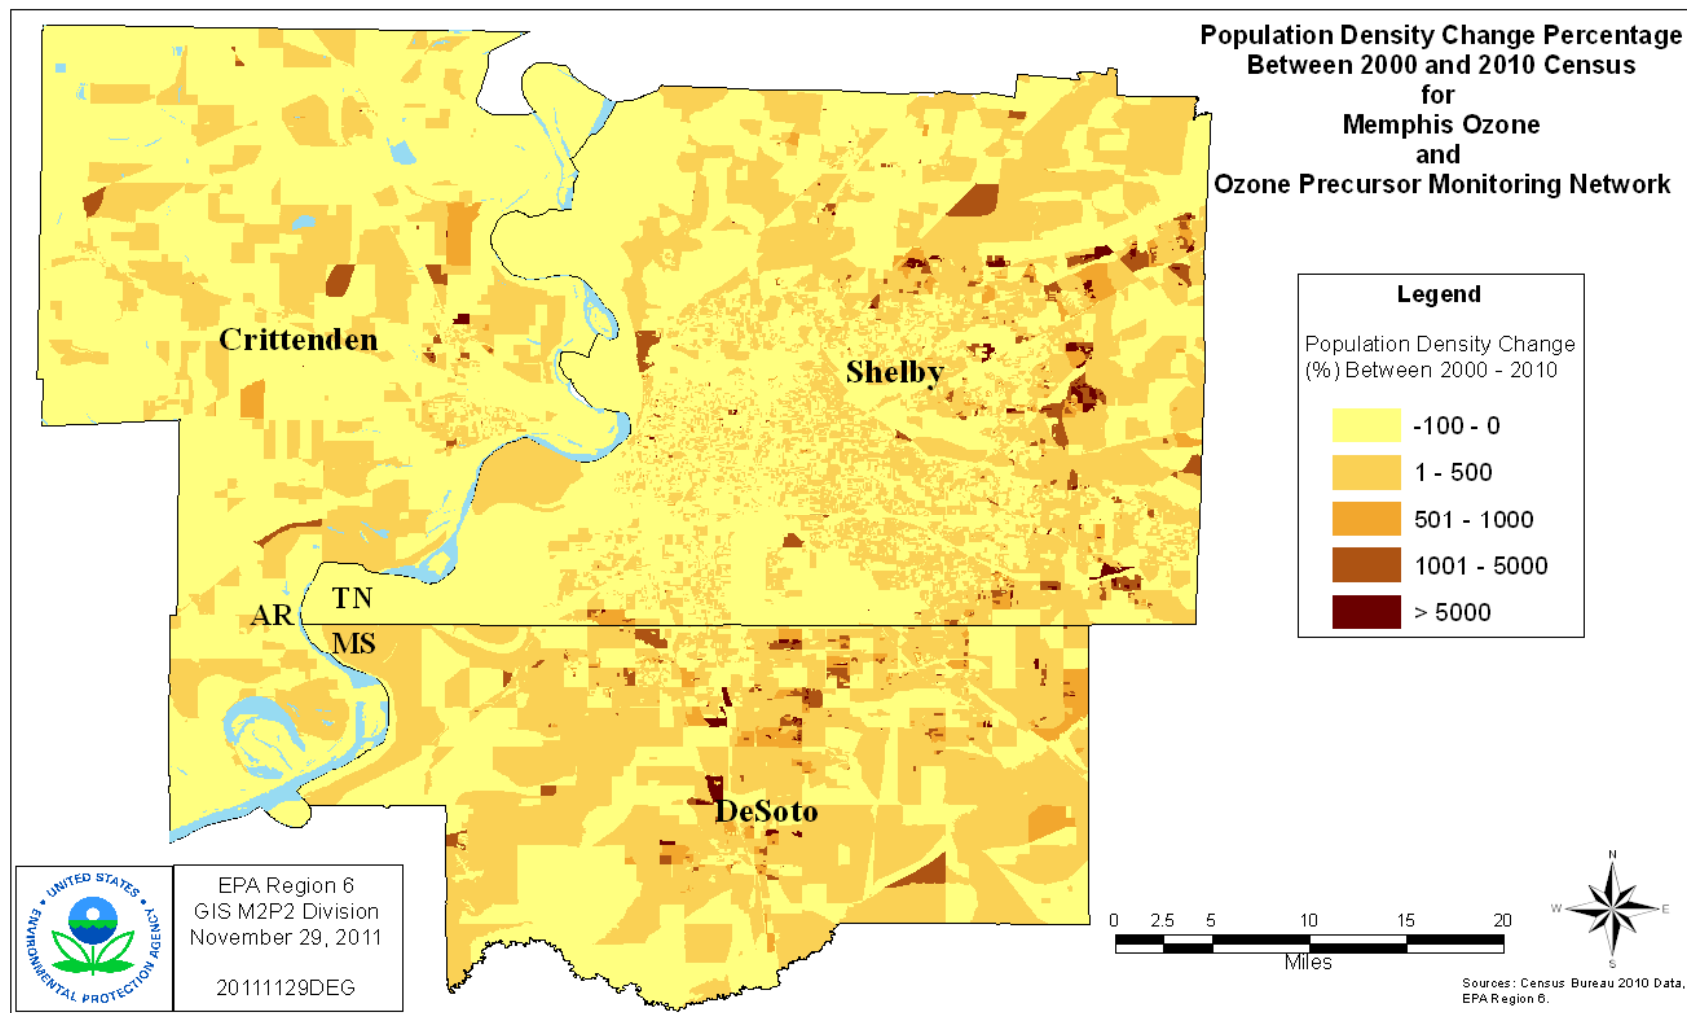 Population Density Change Percentage
Between 2000 and 2010 Census
for
Memphis Ozone
and
Ozone Precursor Monitoring Network
Legend
Population Density Change
(%) Between 2000 - 2010
-100 - 0
1 - 500
501 - 1000
1001 - 5000
> 5000
Crittenden
Shelby
TN
AR
MS
DeSoto
UNITED STATES
ENVIRONMENTAL PROTECTION AGENCY
EPA Region 6
GIS M2P2 Division
November 29, 2011
20111129DEG
0 2.5 5 10 15 20
Miles
N
W E
S
Sources: Census Bureau 2010 Data,
EPA Region 6.